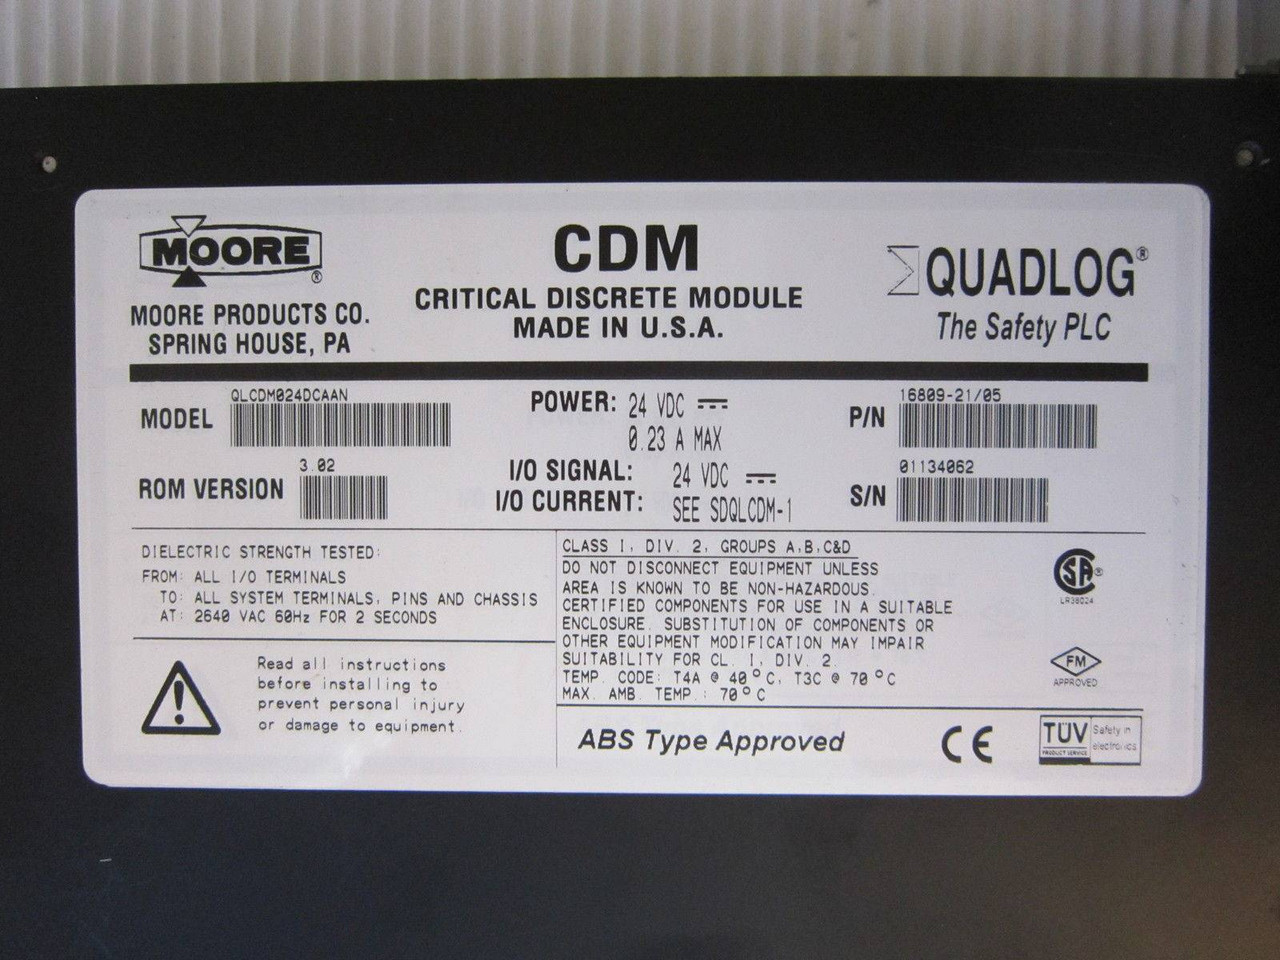 MOORE®
MOORE PRODUCTS CO.
SPRING HOUSE, PA
CDM
CRITICAL DISCRETE MODULE
MADE IN U.S.A.
QUADLOG®
The Safety PLC
MODEL QLCDM024DCAAN
ROM VERSION 3.02
POWER: 24 VDC
0.23 A MAX
I/O SIGNAL: 24 VDC
I/O CURRENT: SEE SDQLCDM-1
P/N 16809-21/05
S/N 01134062
DIELECTRIC STRENGTH TESTED:
FROM: ALL I/O TERMINALS
TO: ALL SYSTEM TERMINALS, PINS AND CHASSIS
AT: 2640 VAC 60Hz FOR 2 SECONDS
Read all instructions
before installing to
prevent personal injury
or damage to equipment.
CLASS I, DIV. 2, GROUPS A,B,C&D
DO NOT DISCONNECT EQUIPMENT UNLESS
AREA IS KNOWN TO BE NON-HAZARDOUS.
CERTIFIED COMPONENTS FOR USE IN A SUITABLE
ENCLOSURE. SUBSTITUTION OF COMPONENTS OR
OTHER EQUIPMENT MODIFICATION MAY IMPAIR
SUITABILITY FOR CL. I, DIV. 2.
TEMP. CODE: T4A @ 40°C, T3C @ 70°C
MAX. AMB. TEMP.: 70°C
SA®
LR38024
FM
APPROVED
ABS Type Approved
CE
TÜV
PRODUCT SERVICE
Safety in
electronics